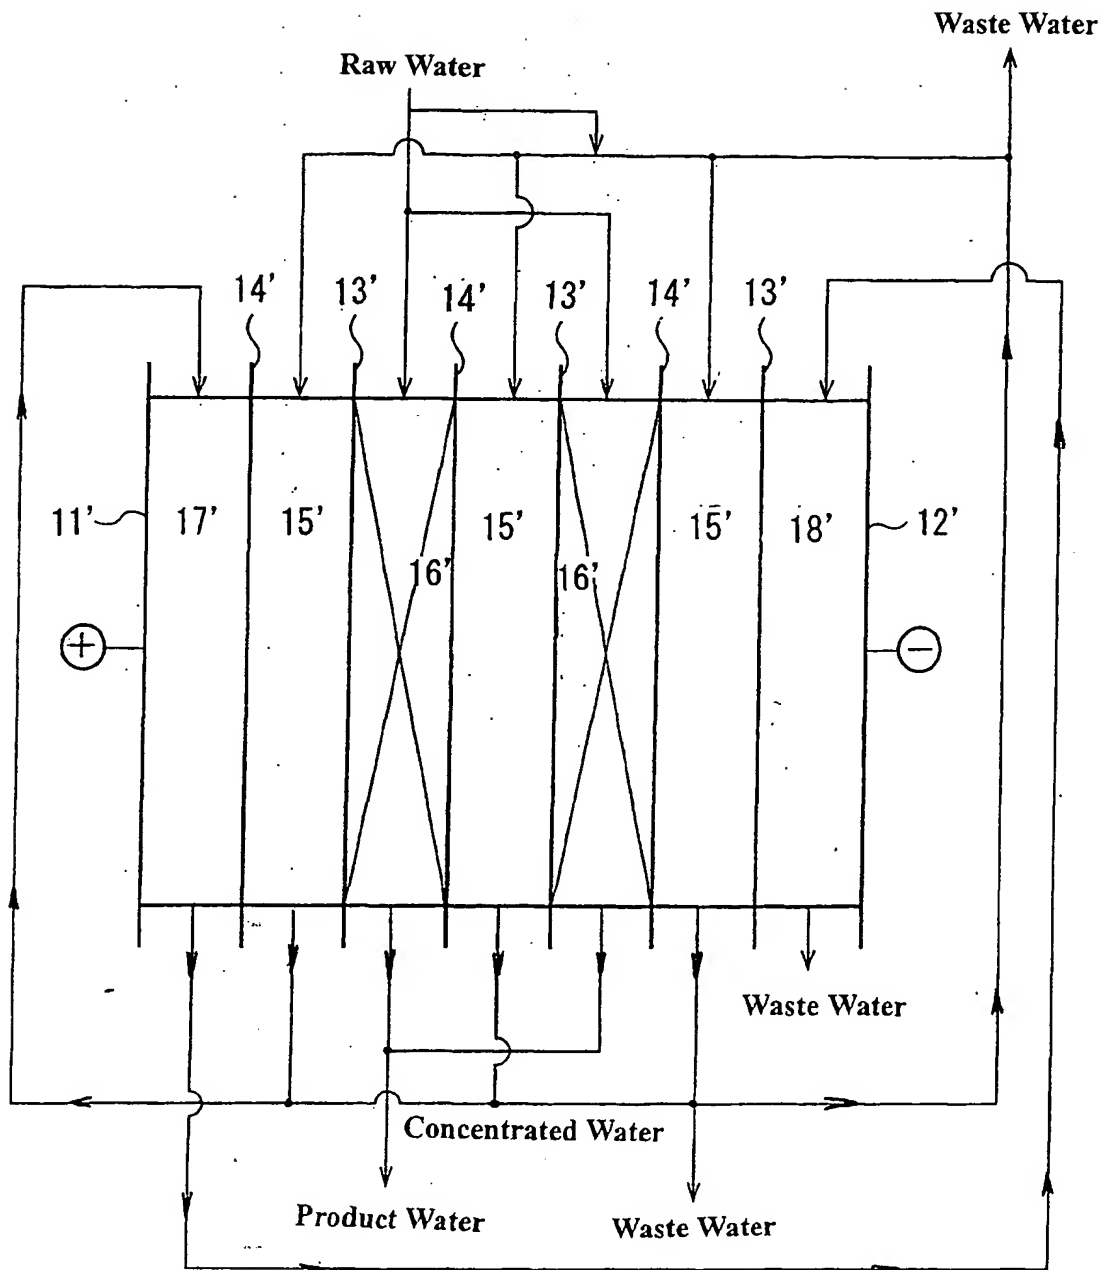 Waste Water
Raw Water
14' 13' 14' 13' 14' 13'
11' 17' 15' 15' 15' 18' 12'
16' 16'
+ −
Waste Water
Concentrated Water
Product Water
Waste Water